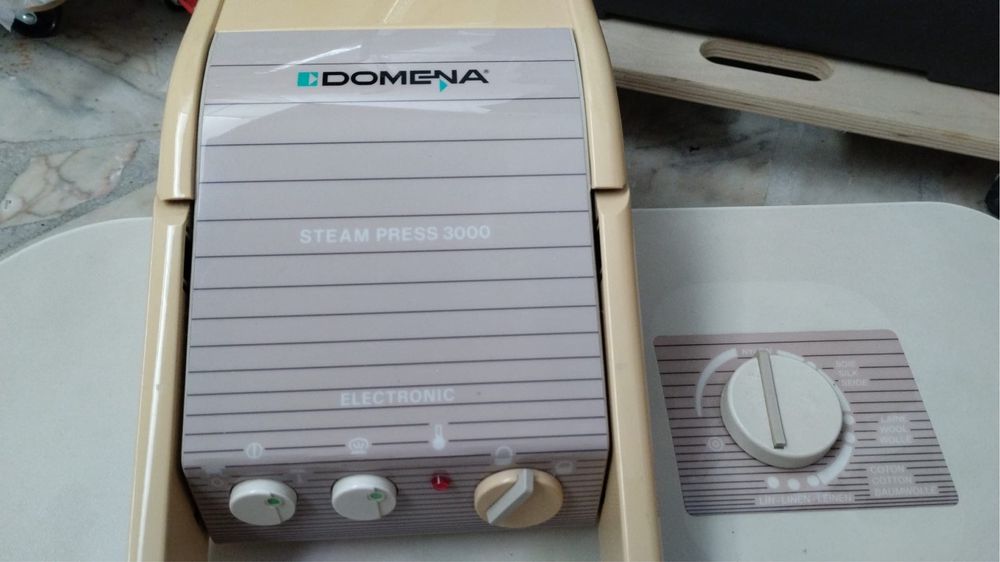 DOMENA
STEAM PRESS 3000
ELECTRONIC
SOIE
SILK
SEIDE
LAINE
WOOL
WOLLE
COTON
COTTON
BAUMWOLLE
LIN-LINEN-LEINEN